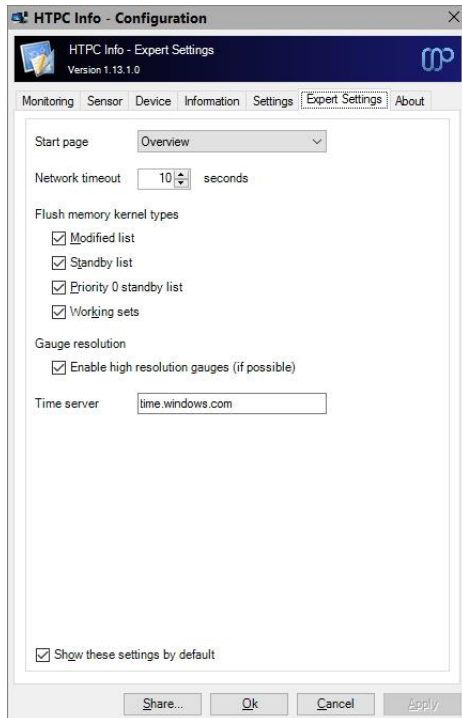 HTPC Info - Configuration
HTPC Info - Expert Settings
Version 1.13.1.0
Monitoring Sensor Device Information Settings Expert Settings About
Start page Overview
Network timeout 10 seconds
Flush memory kernel types
Modified list
Standby list
Priority 0 standby list
Working sets
Gauge resolution
Enable high resolution gauges (if possible)
Time server time.windows.com
Show these settings by default
Share... Ok Cancel Apply